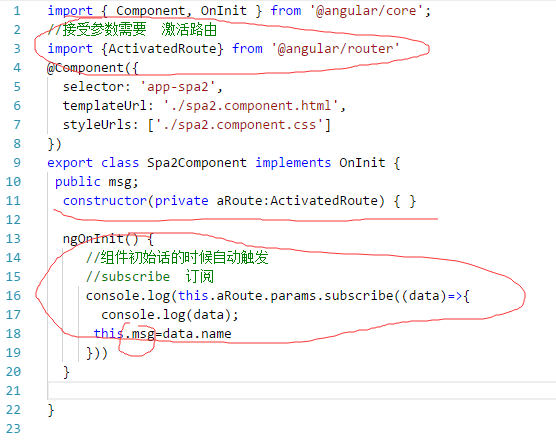 1 import { Component, OnInit } from '@angular/core';
2 //接受参数需要  激活路由
3 import {ActivatedRoute} from '@angular/router'
4 @Component({
5   selector: 'app-spa2',
6   templateUrl: './spa2.component.html',
7   styleUrls: ['./spa2.component.css']
8 })
9 export class Spa2Component implements OnInit {
10  public msg;
11   constructor(private aRoute:ActivatedRoute) { }
12
13   ngOnInit() {
14      //组件初始话的时候自动触发
15      //subscribe  订阅
16      console.log(this.aRoute.params.subscribe((data)=>{
17        console.log(data);
18       this.msg=data.name
19      }))
20   }
21
22 }
23